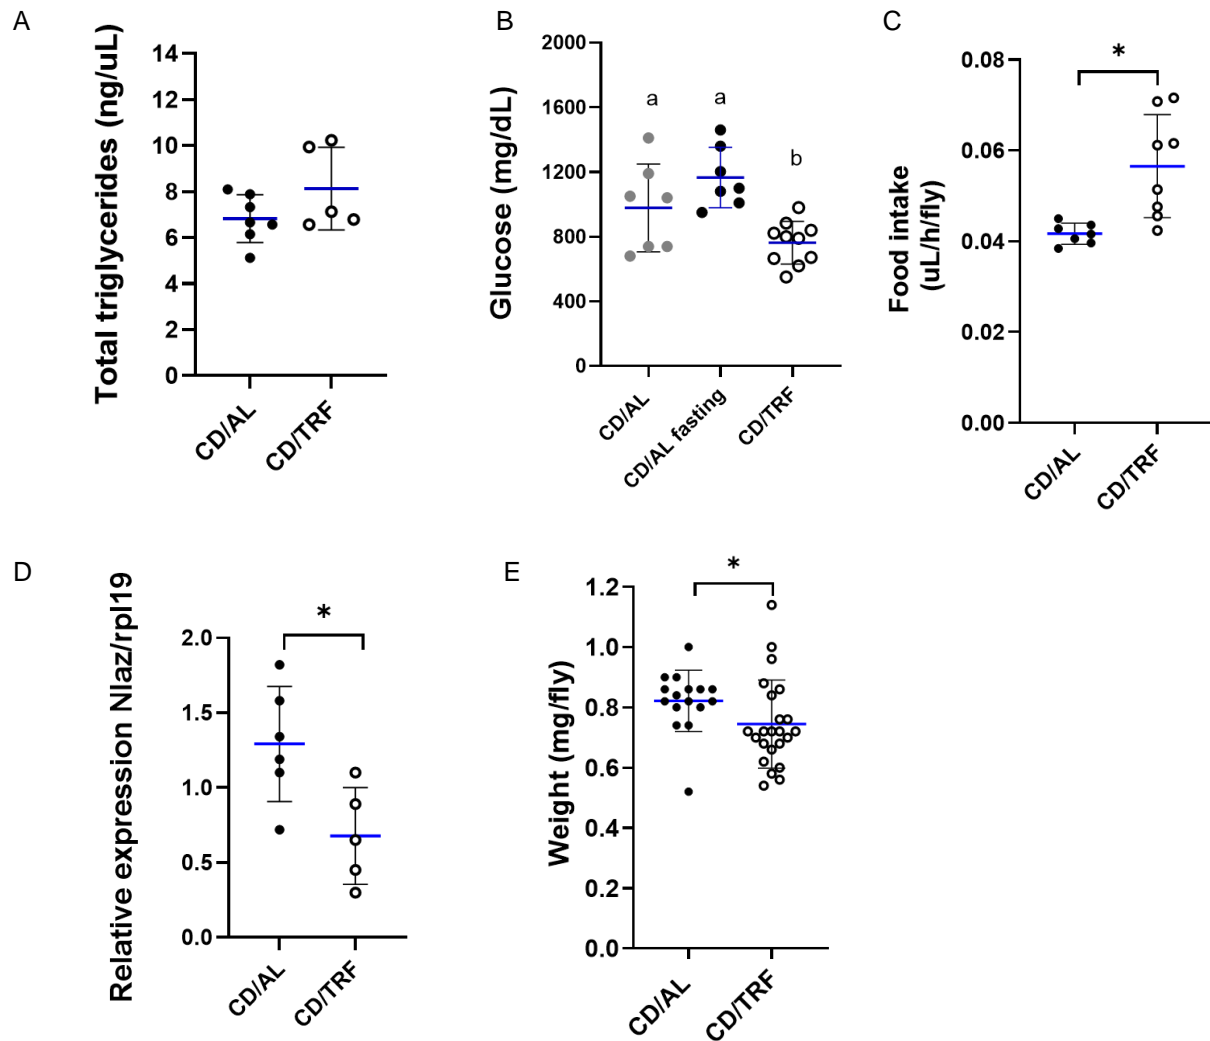 A
Total triglycerides (ng/uL)
14
12
10
8
6
4
2
0
CD/AL
CD/TRF
B
Glucose (mg/dL)
2000
1600
1200
800
400
0
a
a
b
CD/AL
CD/AL fasting
CD/TRF
C
Food intake
(uL/h/fly)
0.08
0.06
0.04
0.02
0.00
*
CD/AL
CD/TRF
D
Relative expression Nlaz/rpl19
2.0
1.5
1.0
0.5
0.0
*
CD/AL
CD/TRF
E
Weight (mg/fly)
1.2
1.0
0.8
0.6
0.4
0.2
0.0
*
CD/AL
CD/TRF